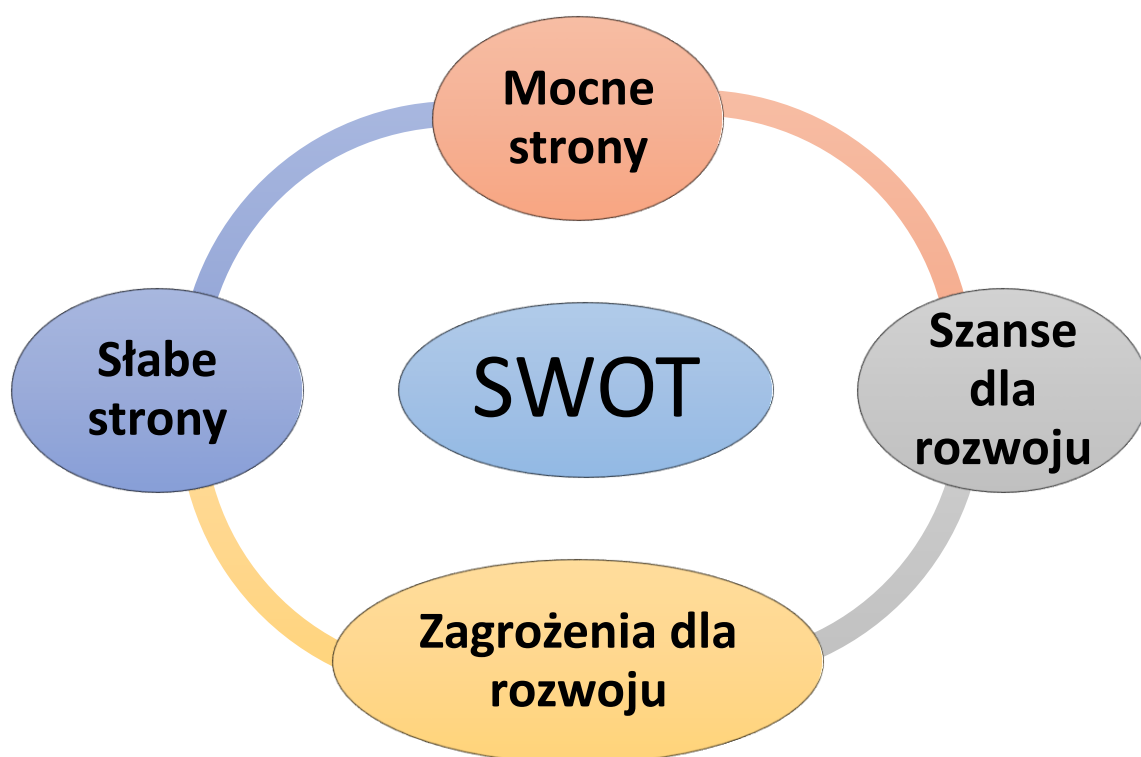 Mocne
strony
Słabe
strony
SWOT
Szanse
dla
rozwoju
Zagrożenia dla
rozwoju